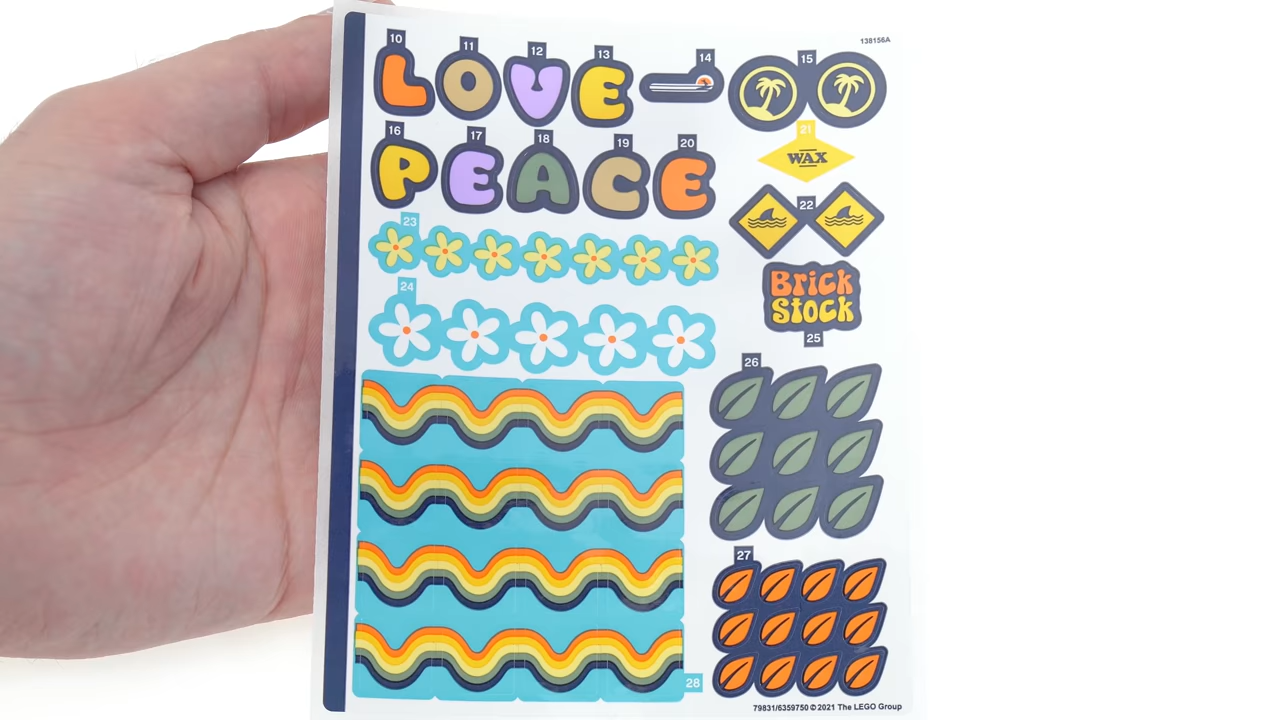 138156A
10 11 12 13 14 15
LOVE
21
WAX
16 17 18 19 20
PEACE
22
23
Brick
Stock
25
24
26
27
28
79831/6359750 © 2021 The LEGO Group